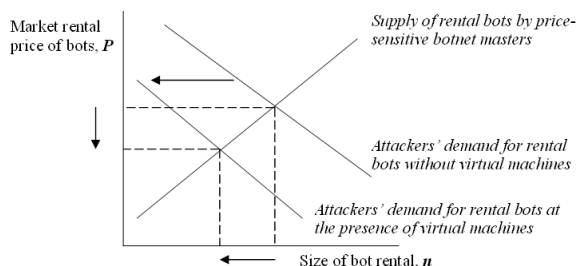 Market rental
price of bots, P
Supply of rental bots by price-
sensitive botnet masters
Attackers' demand for rental
bots without virtual machines
Attackers' demand for rental bots at
the presence of virtual machines
Size of bot rental, n